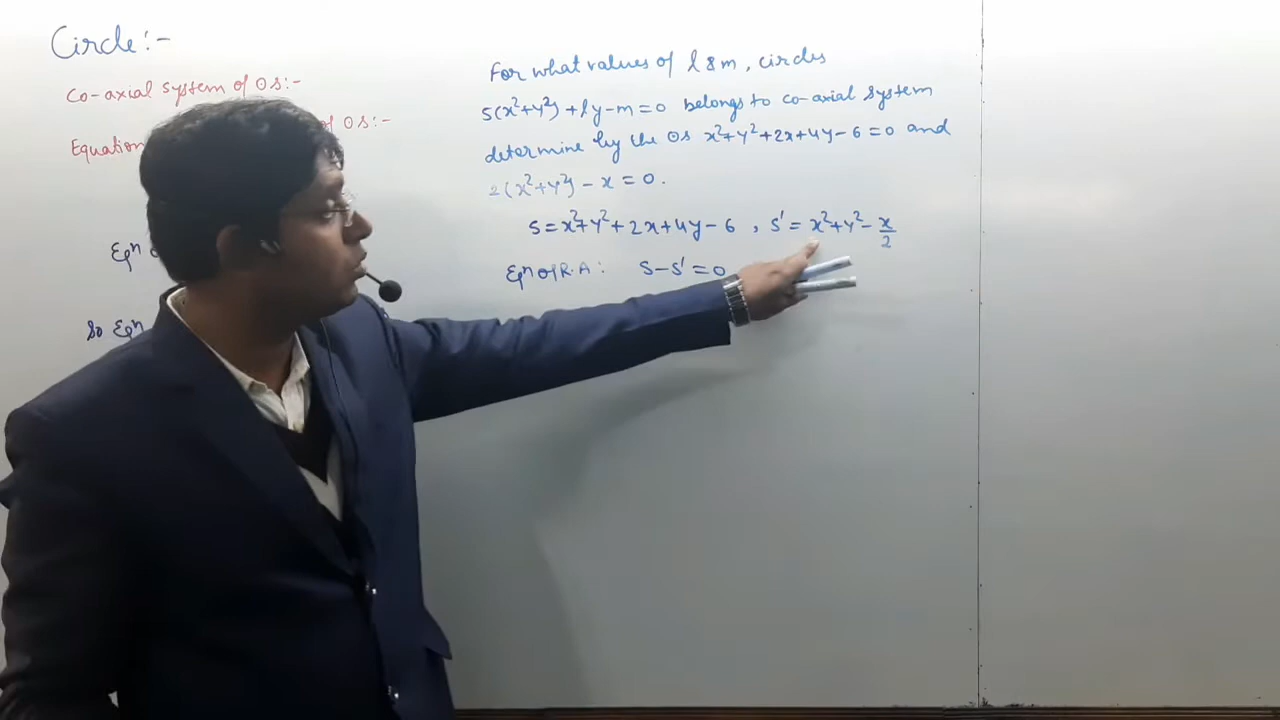 Circle:-
Co-axial system of Os:-
Equation of Os:-
Eqn
So Eqn
For what values of l & m, circles
5(x²+y²)+ly-m=0 belongs to co-axial system
determine by the Os x²+y²+2x+4y-6=0 and
2(x²+y²)-x=0.
S=x²+y²+2x+4y-6, S'=x²+y²-x/2
Eqn of R.A: S-S'=0